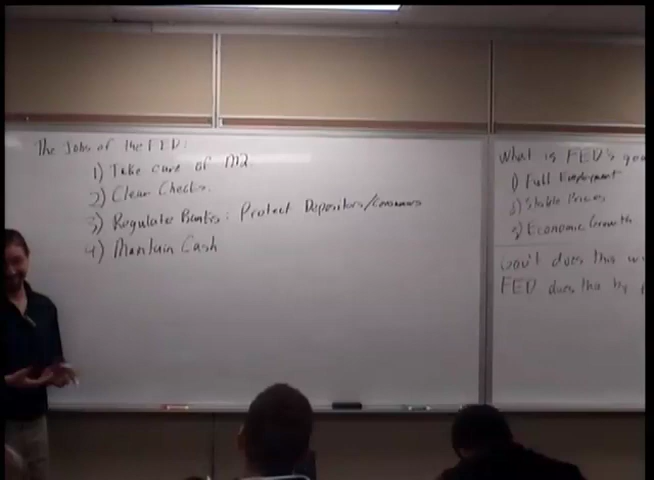 The Jobs of the FED:
1) Take care of M2.
2) Clear Checks.
3) Regulate Banks: Protect Depositors/Consumers
4) Mantain Cash
What is FED's
1) Full Employment
2) Stable Prices
3) Economic Growth
Gov't does this
FED does this by